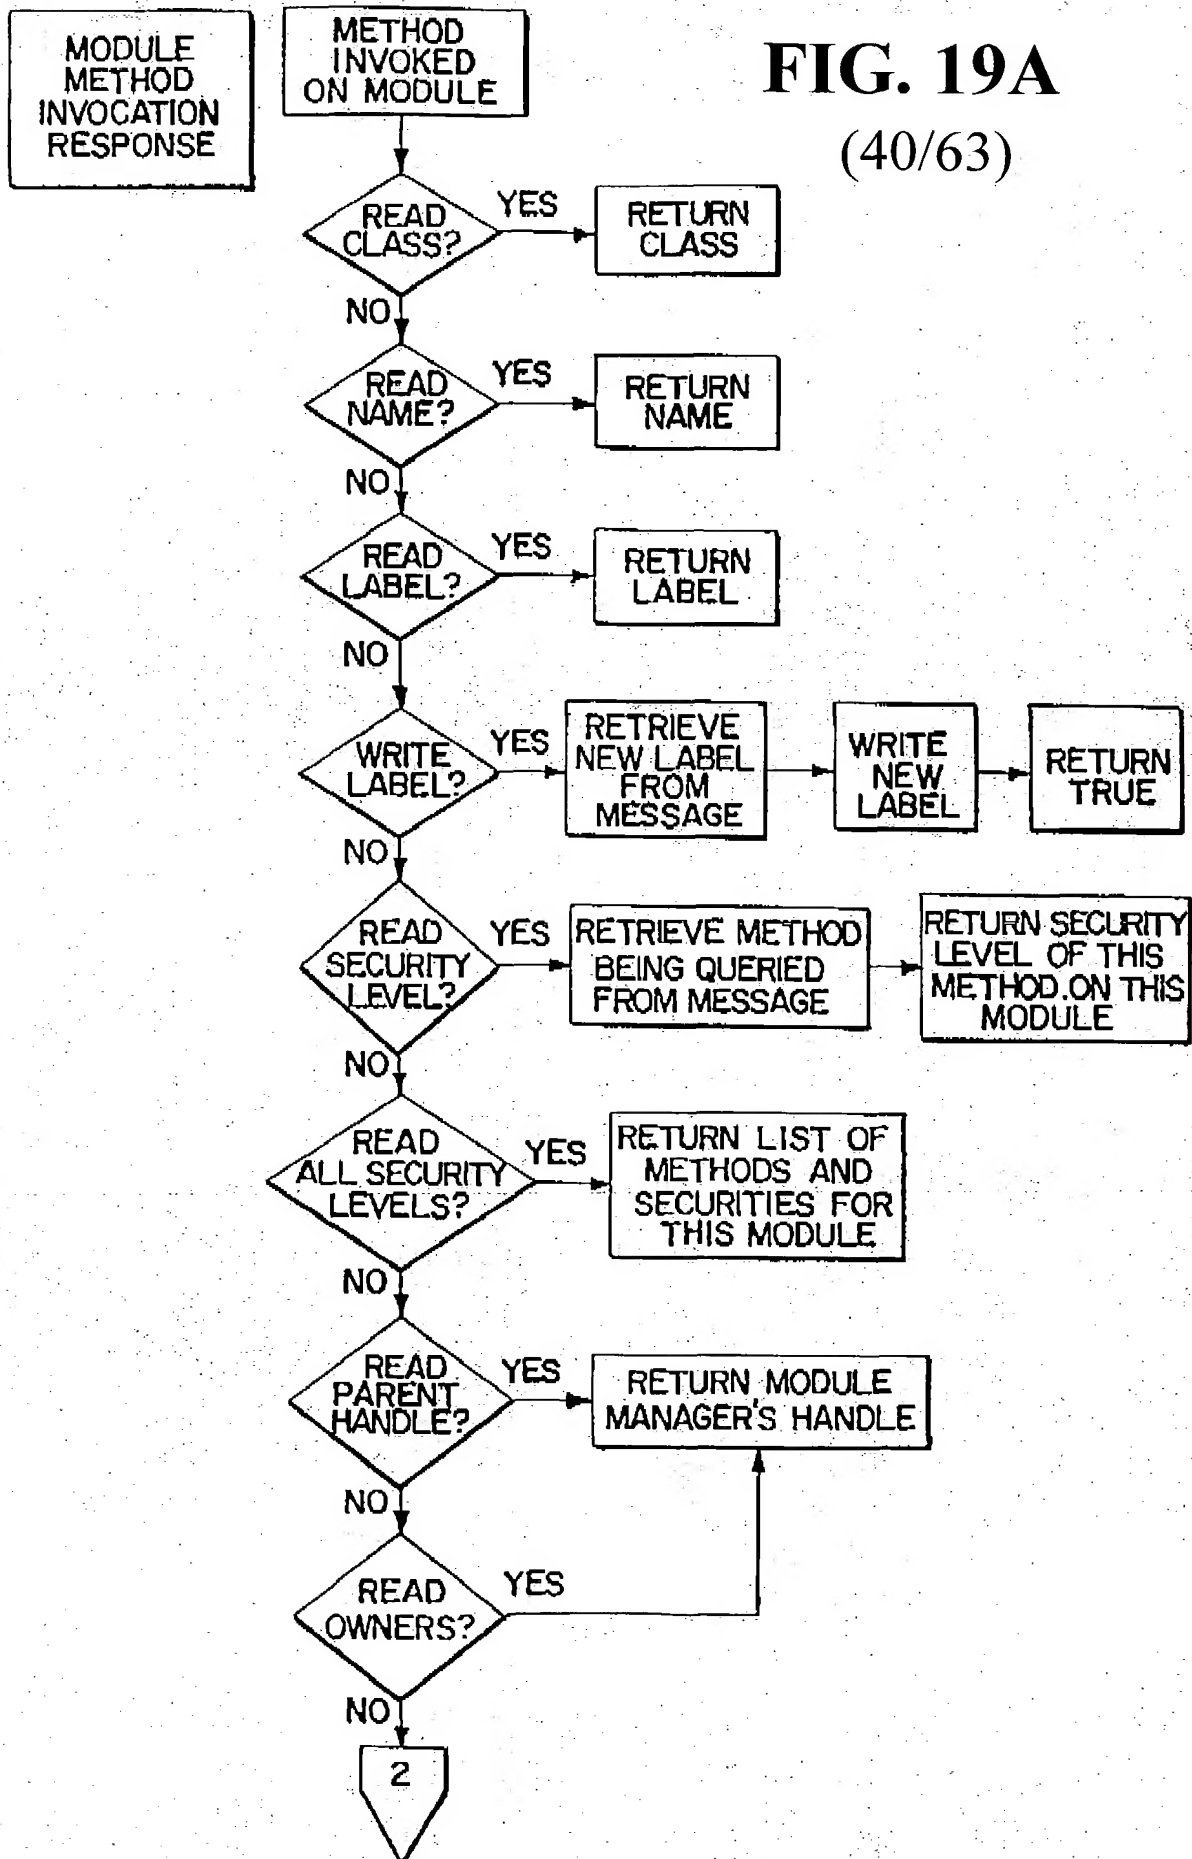 MODULE
METHOD
INVOCATION
RESPONSE
METHOD
INVOKED
ON MODULE
FIG. 19A
(40/63)
READ
CLASS?
YES
RETURN
CLASS
NO
READ
NAME?
YES
RETURN
NAME
NO
READ
LABEL?
YES
RETURN
LABEL
NO
WRITE
LABEL?
YES
RETRIEVE
NEW LABEL
FROM
MESSAGE
WRITE
NEW
LABEL
RETURN
TRUE
NO
READ
SECURITY
LEVEL?
YES
RETRIEVE METHOD
BEING QUERIED
FROM MESSAGE
RETURN SECURITY
LEVEL OF THIS
METHOD.ON THIS
MODULE
NO
READ
ALL SECURITY
LEVELS?
YES
RETURN LIST OF
METHODS AND
SECURITIES FOR
THIS MODULE
NO
READ
PARENT
HANDLE?
YES
RETURN MODULE
MANAGER'S HANDLE
NO
READ
OWNERS?
YES
NO
2